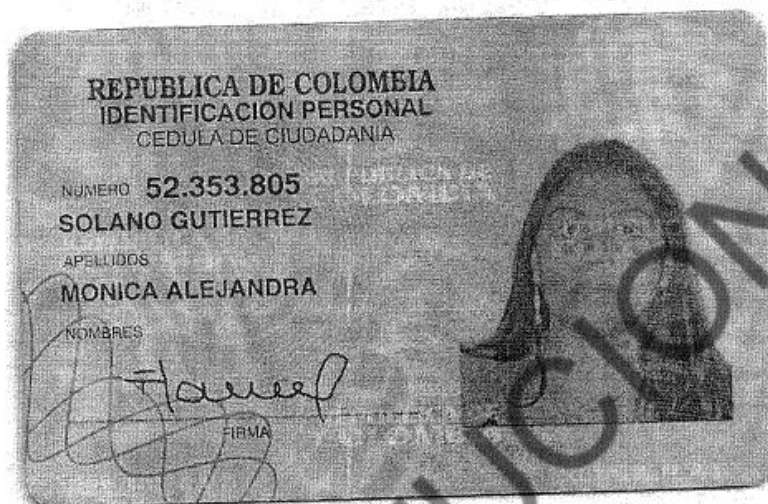 REPUBLICA DE COLOMBIA
IDENTIFICACION PERSONAL
CEDULA DE CIUDADANIA
NUMERO 52.353.805
SOLANO GUTIERREZ
APELLIDOS
MONICA ALEJANDRA
NOMBRES
FIRMA
UCION